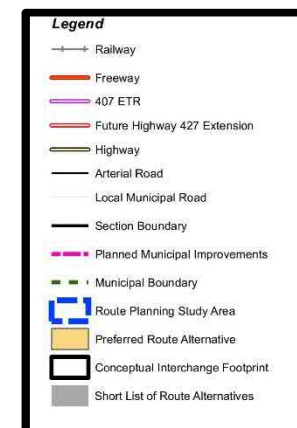 Legend
Railway
Freeway
407 ETR
Future Highway 427 Extension
Highway
Arterial Road
Local Municipal Road
Section Boundary
Planned Municipal Improvements
Municipal Boundary
Route Planning Study Area
Preferred Route Alternative
Conceptual Interchange Footprint
Short List of Route Alternatives